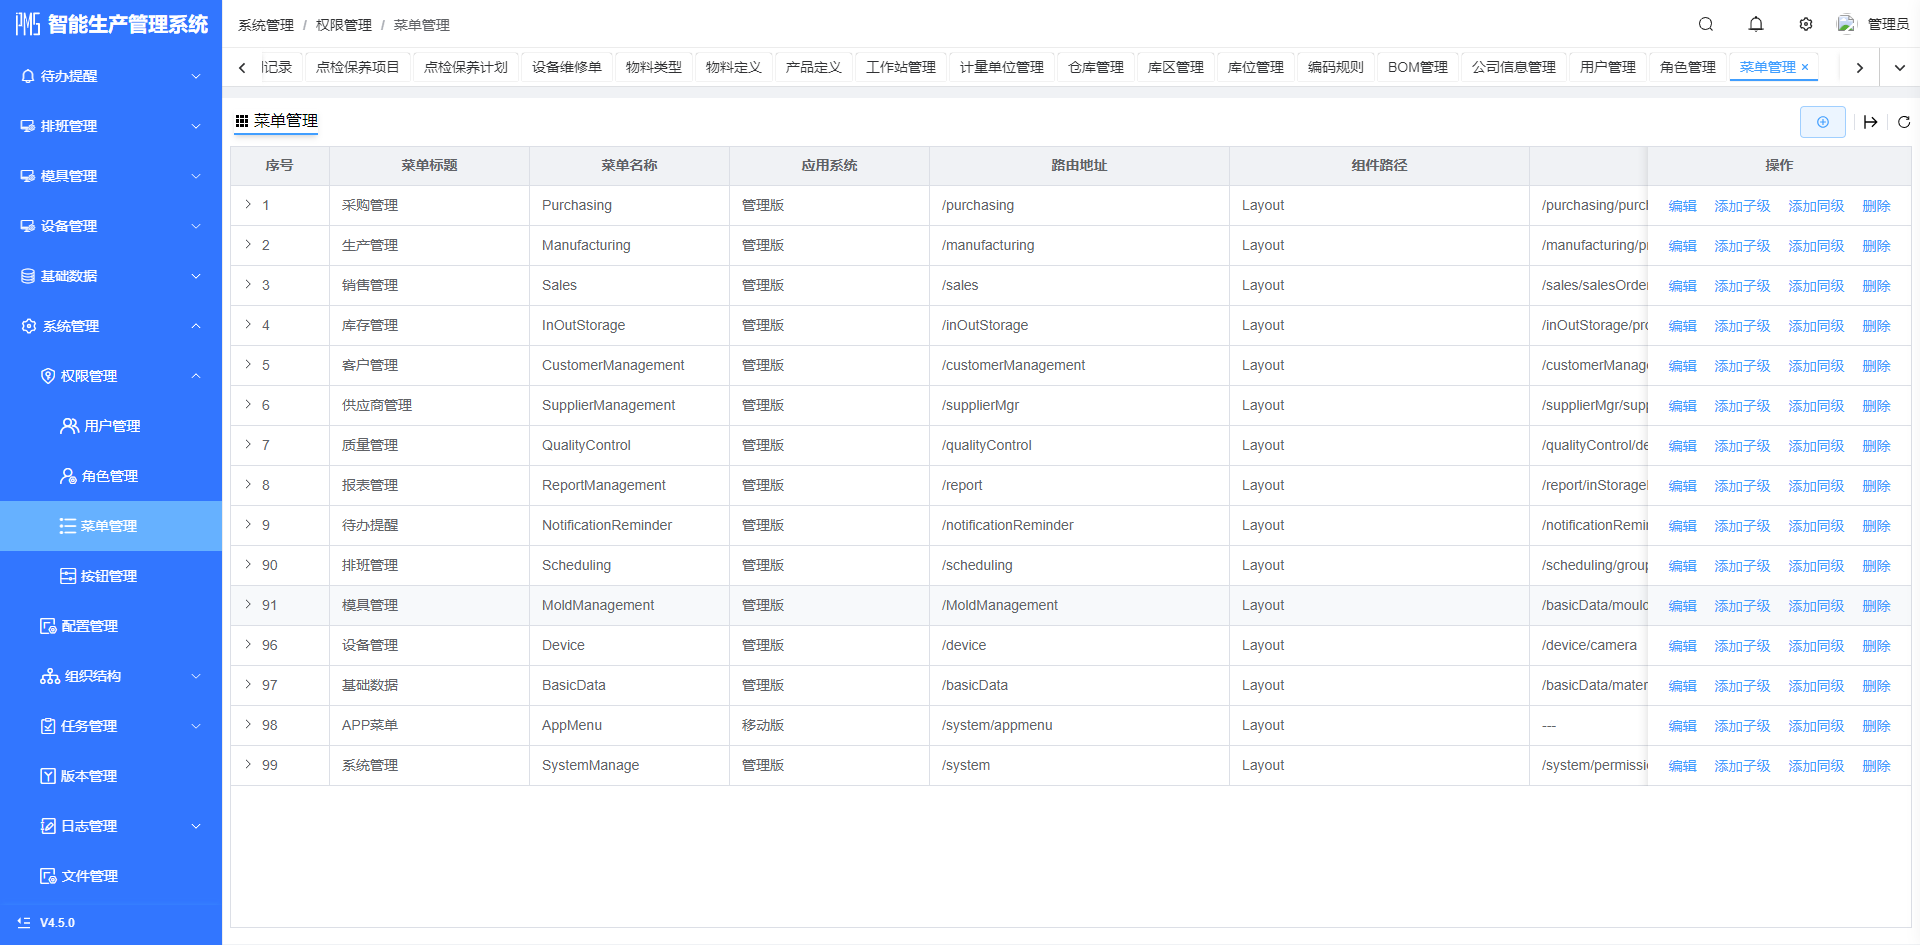 PMS 智能生产管理系统
待办提醒
排班管理
模具管理
设备管理
基础数据
系统管理
权限管理
用户管理
角色管理
菜单管理
按钮管理
配置管理
组织结构
任务管理
版本管理
日志管理
文件管理
V4.5.0
系统管理 / 权限管理 / 菜单管理
管理员
记录 点检保养项目 点检保养计划 设备维修单 物料类型 物料定义 产品定义 工作站管理 计量单位管理 仓库管理 库区管理 库位管理 编码规则 BOM管理 公司信息管理 用户管理 角色管理 菜单管理 ×
菜单管理
序号 菜单标题 菜单名称 应用系统 路由地址 组件路径 操作
1 采购管理 Purchasing 管理版 /purchasing Layout /purchasing/purc 编辑 添加子级 添加同级 删除
2 生产管理 Manufacturing 管理版 /manufacturing Layout /manufacturing/p 编辑 添加子级 添加同级 删除
3 销售管理 Sales 管理版 /sales Layout /sales/salesOrde 编辑 添加子级 添加同级 删除
4 库存管理 InOutStorage 管理版 /inOutStorage Layout /inOutStorage/pr 编辑 添加子级 添加同级 删除
5 客户管理 CustomerManagement 管理版 /customerManagement Layout /customerManag 编辑 添加子级 添加同级 删除
6 供应商管理 SupplierManagement 管理版 /supplierMgr Layout /supplierMgr/sup 编辑 添加子级 添加同级 删除
7 质量管理 QualityControl 管理版 /qualityControl Layout /qualityControl/de 编辑 添加子级 添加同级 删除
8 报表管理 ReportManagement 管理版 /report Layout /report/inStorage 编辑 添加子级 添加同级 删除
9 待办提醒 NotificationReminder 管理版 /notificationReminder Layout /notificationRemi 编辑 添加子级 添加同级 删除
90 排班管理 Scheduling 管理版 /scheduling Layout /scheduling/grou 编辑 添加子级 添加同级 删除
91 模具管理 MoldManagement 管理版 /MoldManagement Layout /basicData/moul 编辑 添加子级 添加同级 删除
96 设备管理 Device 管理版 /device Layout /device/camera 编辑 添加子级 添加同级 删除
97 基础数据 BasicData 管理版 /basicData Layout /basicData/mater 编辑 添加子级 添加同级 删除
98 APP菜单 AppMenu 移动版 /system/appmenu Layout --- 编辑 添加子级 添加同级 删除
99 系统管理 SystemManage 管理版 /system Layout /system/permissi 编辑 添加子级 添加同级 删除